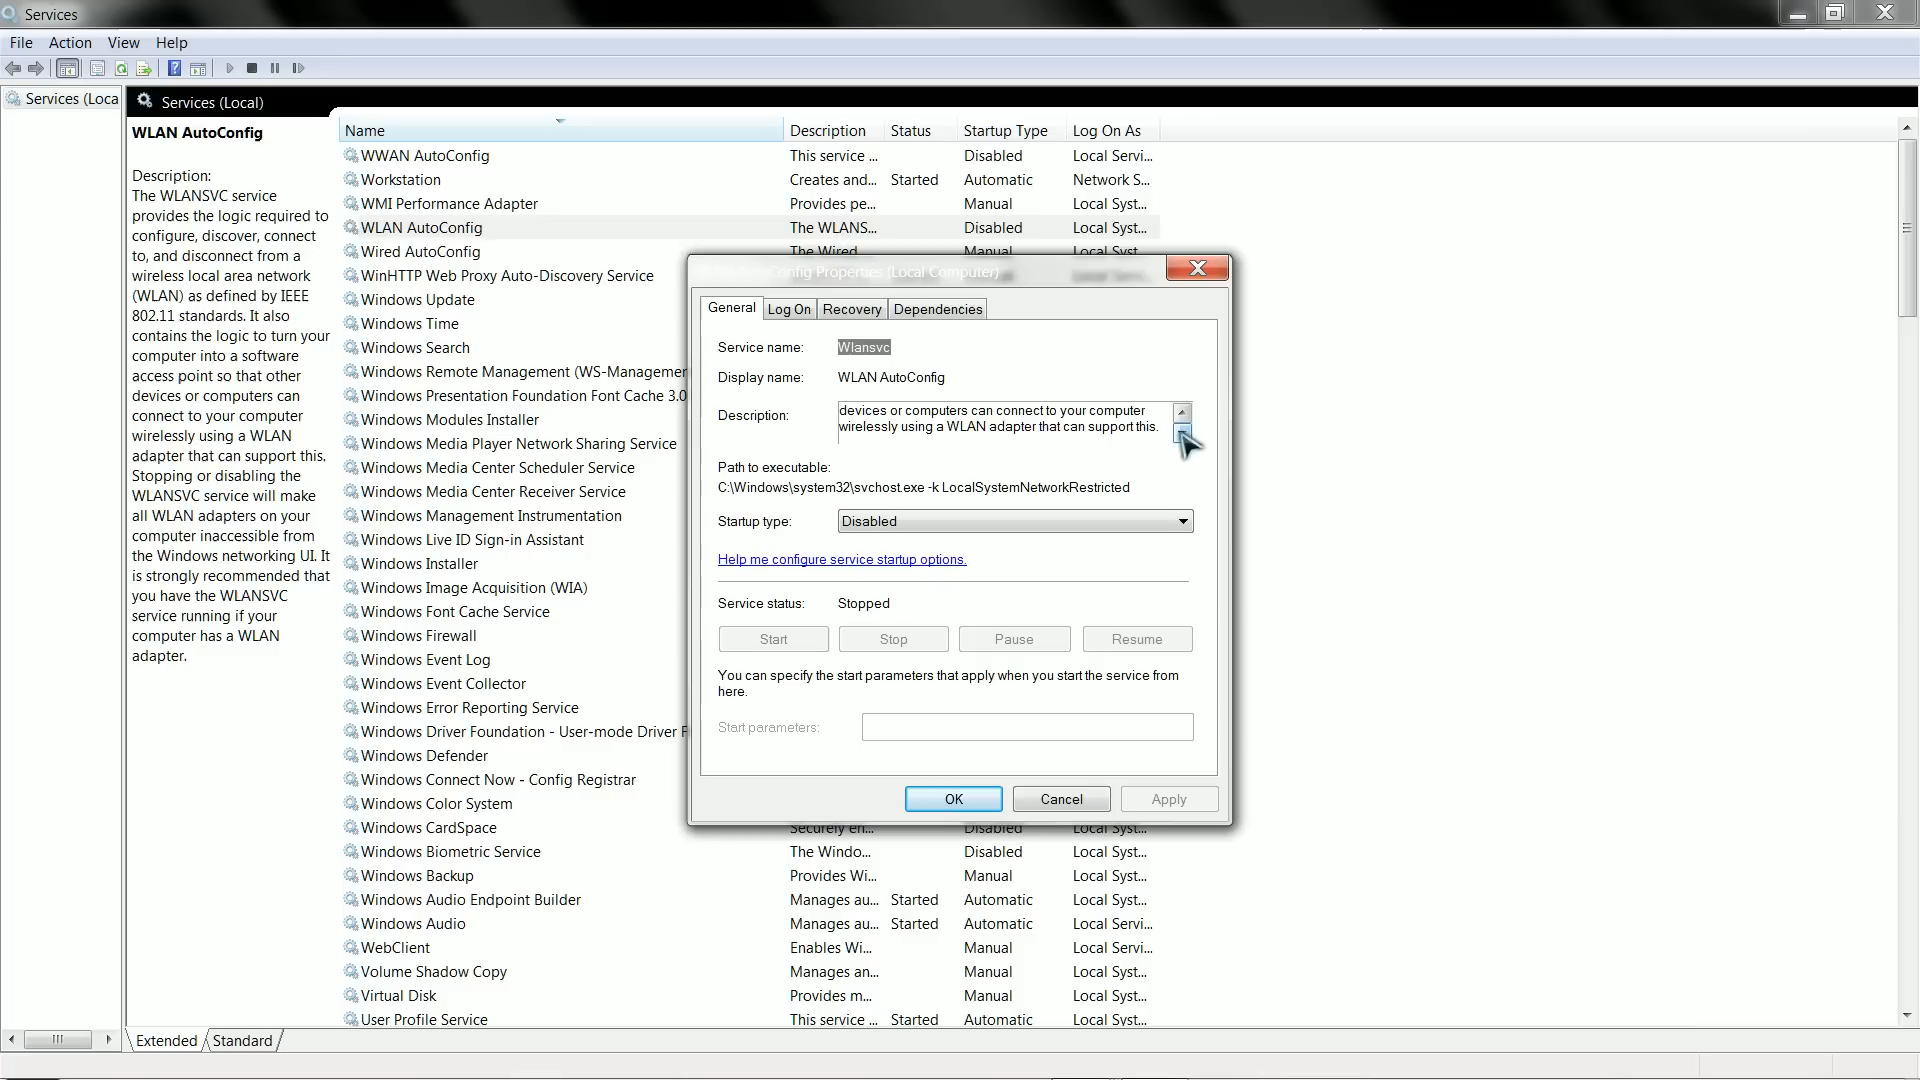 Services
File Action View Help
Services (Loca
Services (Local)
WLAN AutoConfig
Description:
The WLANSVC service
provides the logic required to
configure, discover, connect
to, and disconnect from a
wireless local area network
(WLAN) as defined by IEEE
802.11 standards. It also
contains the logic to turn your
computer into a software
access point so that other
devices or computers can
connect to your computer
wirelessly using a WLAN
adapter that can support this.
Stopping or disabling the
WLANSVC service will make
all WLAN adapters on your
computer inaccessible from
the Windows networking UI. It
is strongly recommended that
you have the WLANSVC
service running if your
computer has a WLAN
adapter.
Name Description Status Startup Type Log On As
WWAN AutoConfig This service ... Disabled Local Servi...
Workstation Creates and... Started Automatic Network S...
WMI Performance Adapter Provides pe... Manual Local Syst...
WLAN AutoConfig The WLANS... Disabled Local Syst...
Wired AutoConfig The Wired Manual Local Syst...
WinHTTP Web Proxy Auto-Discovery Service
Windows Update
Windows Time
Windows Search
Windows Remote Management (WS-Managemer
Windows Presentation Foundation Font Cache 3.0
Windows Modules Installer
Windows Media Player Network Sharing Service
Windows Media Center Scheduler Service
Windows Media Center Receiver Service
Windows Management Instrumentation
Windows Live ID Sign-in Assistant
Windows Installer
Windows Image Acquisition (WIA)
Windows Font Cache Service
Windows Firewall
Windows Event Log
Windows Event Collector
Windows Error Reporting Service
Windows Driver Foundation - User-mode Driver F
Windows Defender
Windows Connect Now - Config Registrar
Windows Color System
Windows CardSpace Securely en... Disabled Local Syst...
Windows Biometric Service The Windo... Disabled Local Syst...
Windows Backup Provides Wi... Manual Local Syst...
Windows Audio Endpoint Builder Manages au... Started Automatic Local Syst...
Windows Audio Manages au... Started Automatic Local Servi...
WebClient Enables Wi... Manual Local Servi...
Volume Shadow Copy Manages an... Manual Local Syst...
Virtual Disk Provides m... Manual Local Syst...
User Profile Service This service ... Started Automatic Local Syst...
Extended Standard
Properties (Local Computer)
General Log On Recovery Dependencies
Service name: Wlansvc
Display name: WLAN AutoConfig
Description: devices or computers can connect to your computer
wirelessly using a WLAN adapter that can support this.
Path to executable:
C:\Windows\system32\svchost.exe -k LocalSystemNetworkRestricted
Startup type: Disabled
Help me configure service startup options.
Service status: Stopped
Start Stop Pause Resume
You can specify the start parameters that apply when you start the service from
here.
Start parameters:
OK Cancel Apply